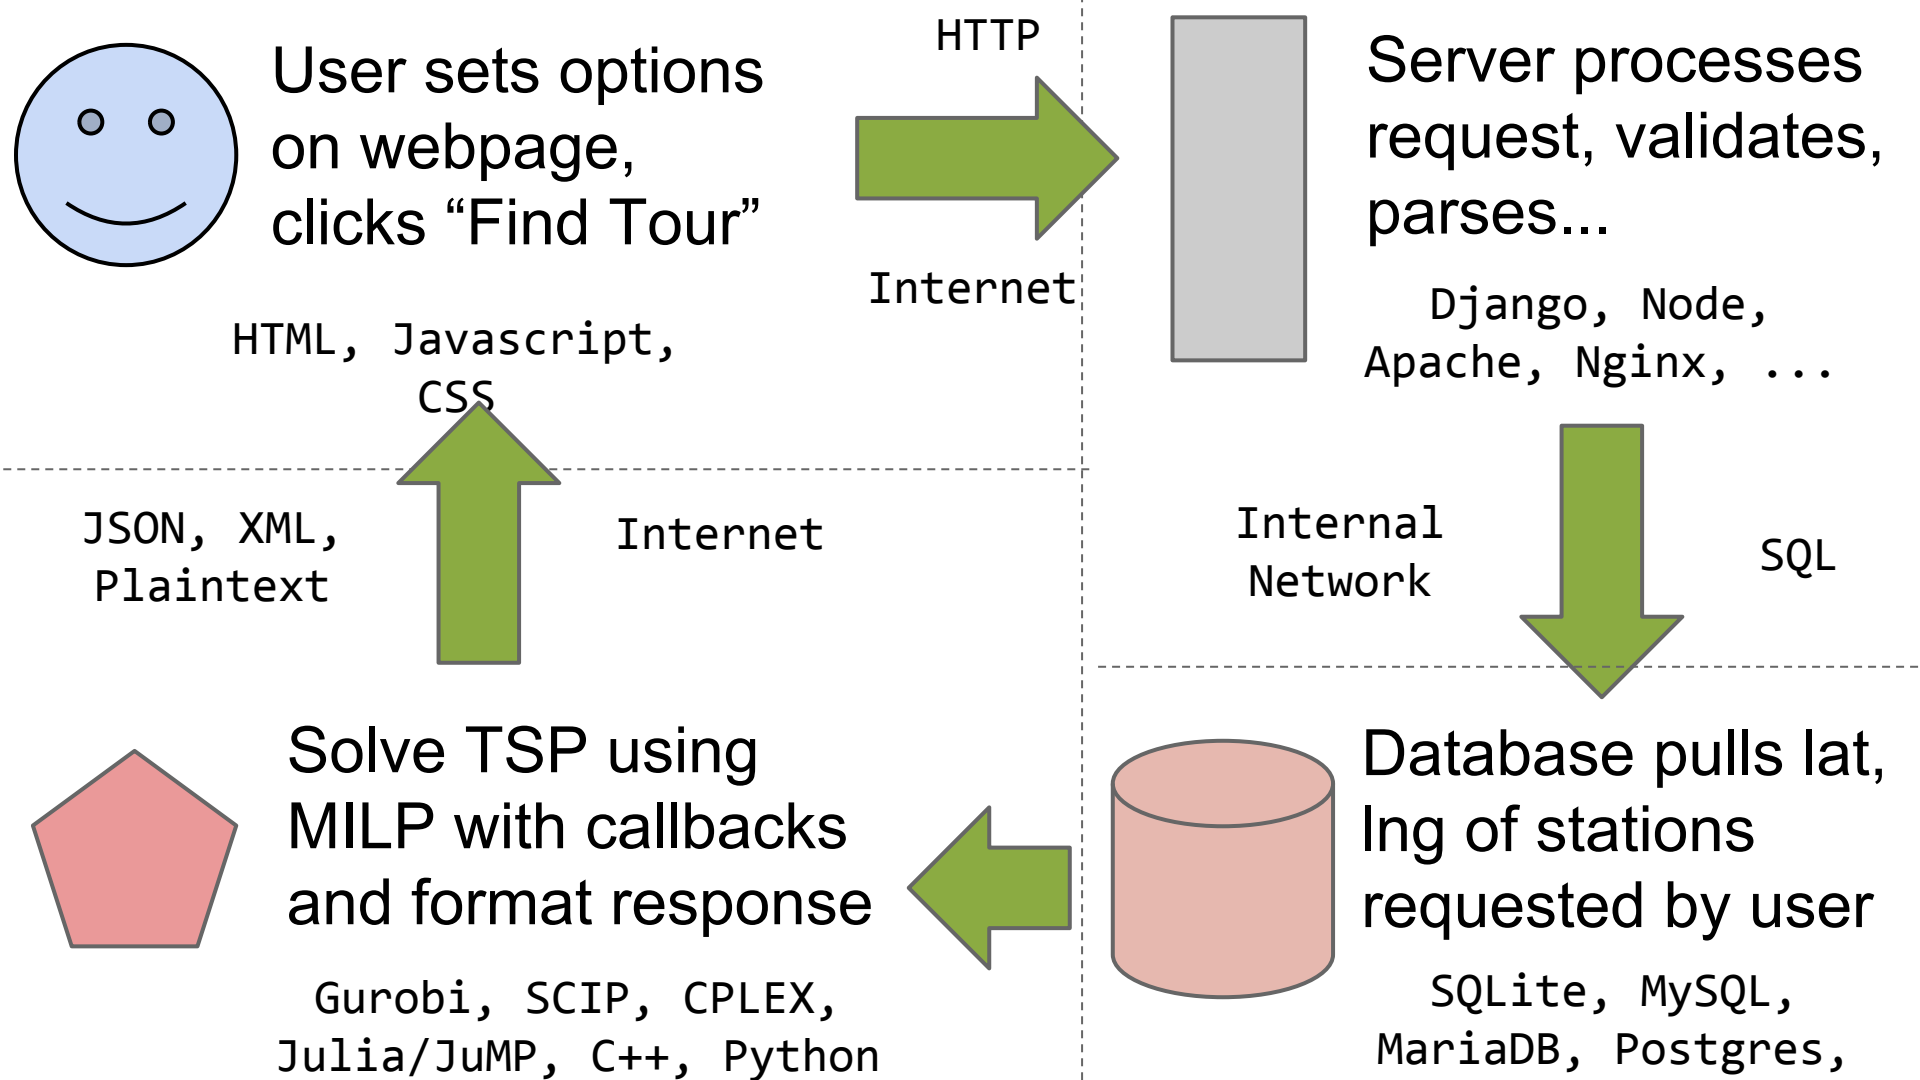 User sets options
on webpage,
clicks “Find Tour”
HTML, Javascript,
CSS
HTTP
Internet
Server processes
request, validates,
parses...
Django, Node,
Apache, Nginx, ...
JSON, XML,
Plaintext
Internet
Internal
Network
SQL
Solve TSP using
MILP with callbacks
and format response
Gurobi, SCIP, CPLEX,
Julia/JuMP, C++, Python
Database pulls lat,
lng of stations
requested by user
SQLite, MySQL,
MariaDB, Postgres,